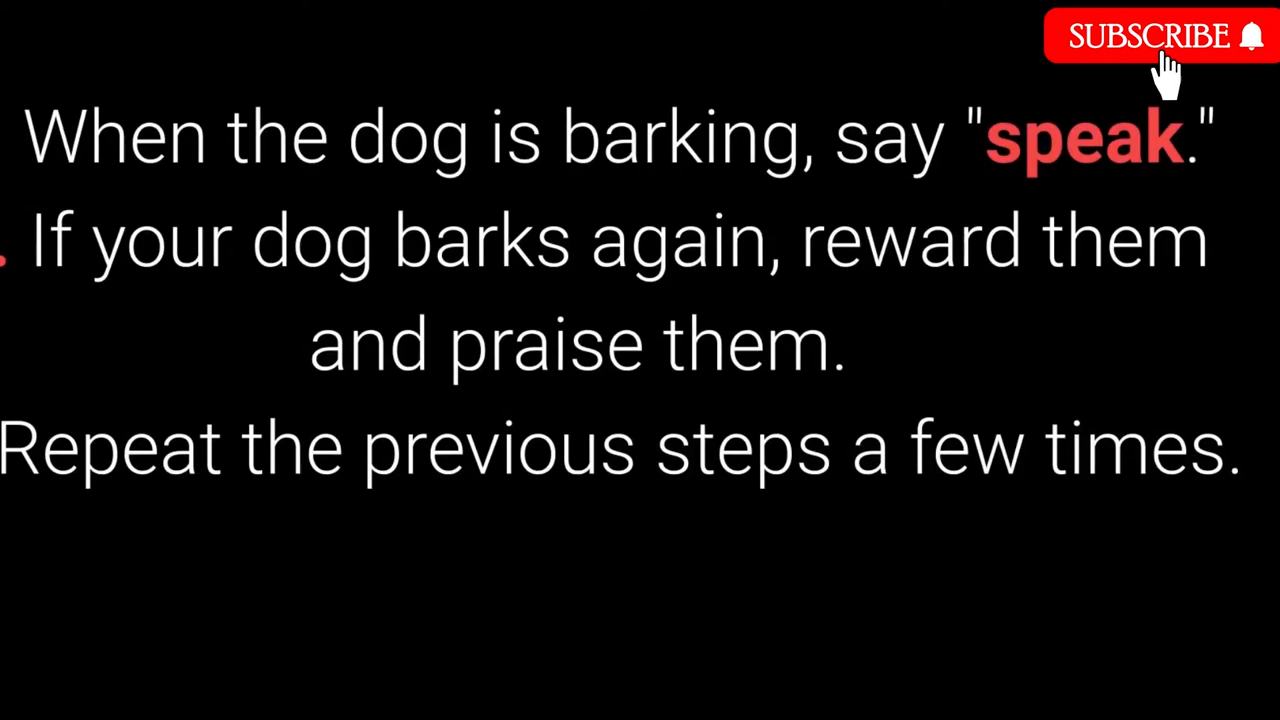 SUBSCRIBE
When the dog is barking, say "speak."
. If your dog barks again, reward them
and praise them.
Repeat the previous steps a few times.